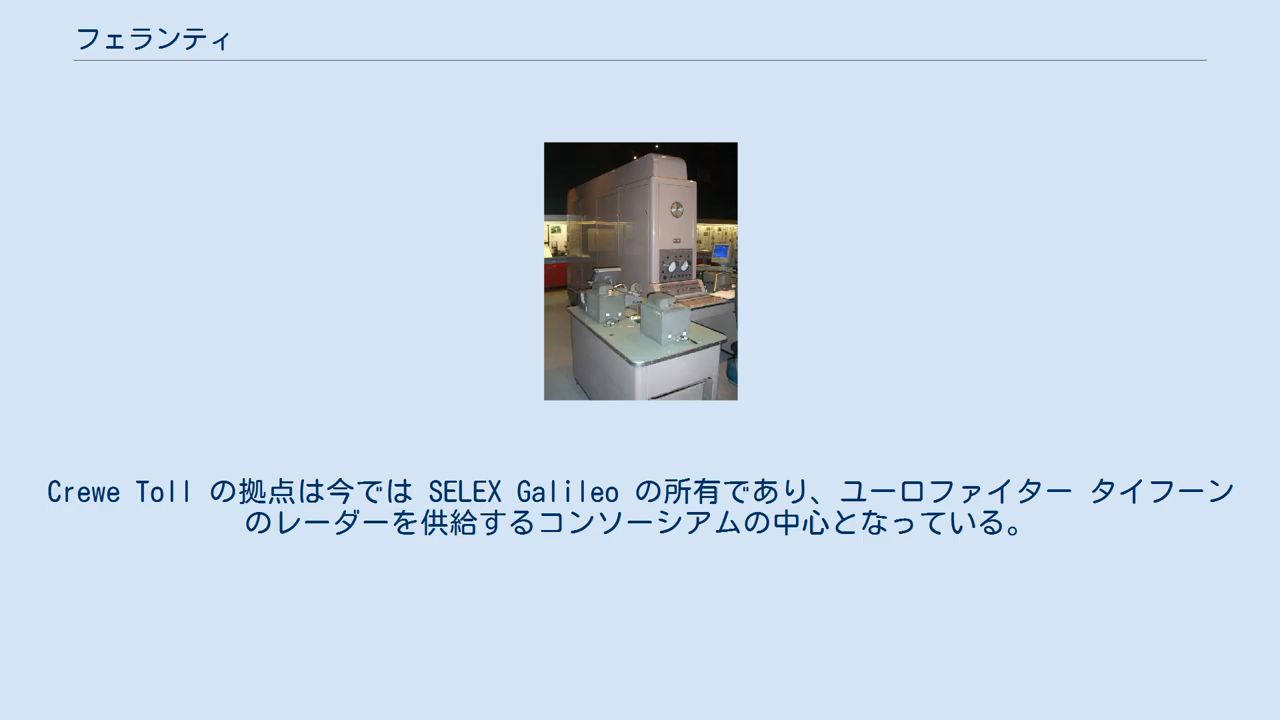 フェランティ
Crewe Toll の拠点は今では SELEX Galileo の所有であり、ユーロファイター タイフーン
のレーダーを供給するコンソーシアムの中心となっている。